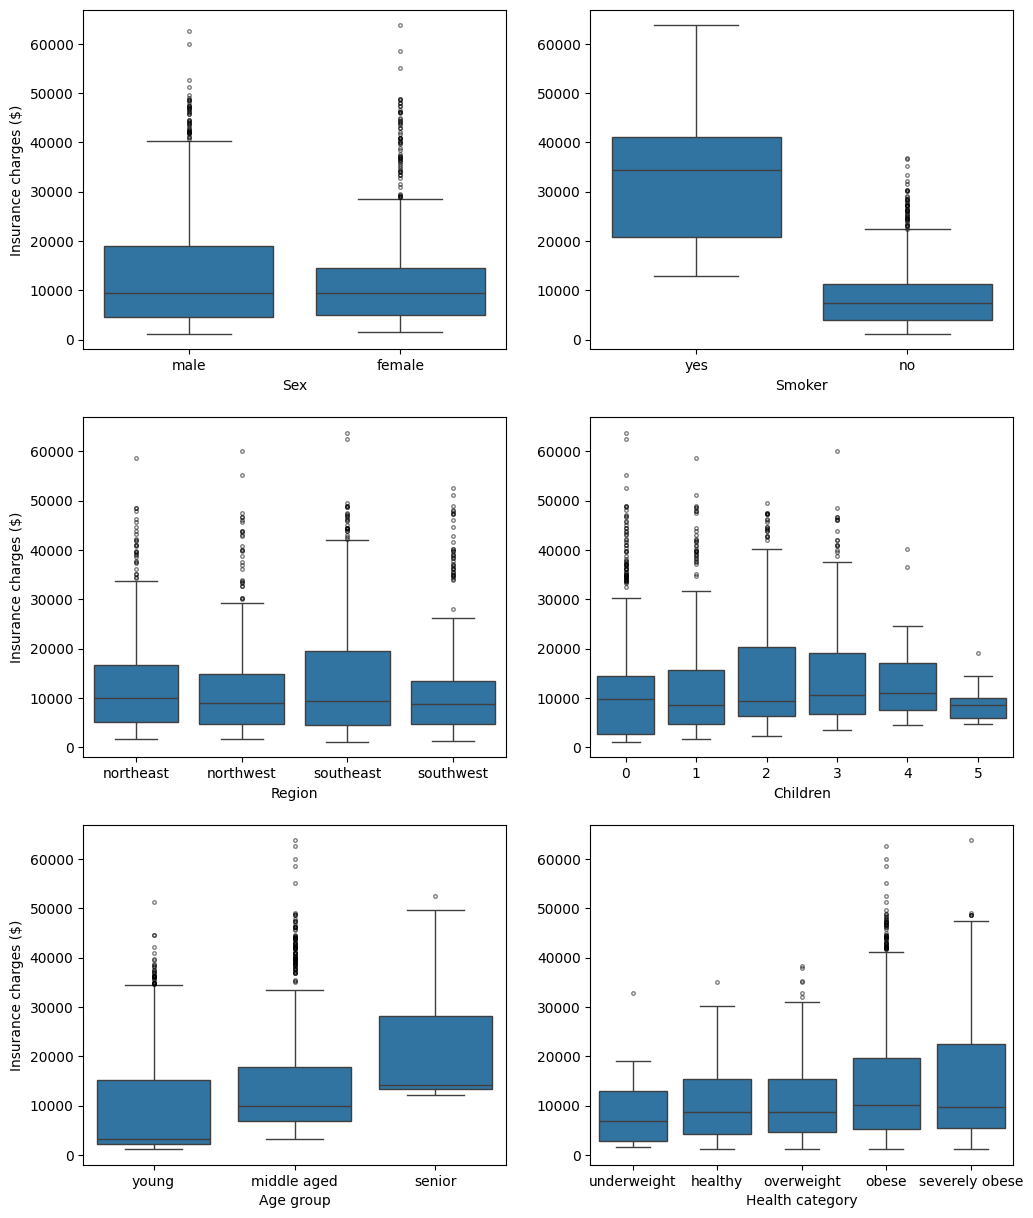 60000
50000
40000
30000
20000
10000
0
Insurance charges ($)
male female
Sex
60000
50000
40000
30000
20000
10000
0
yes no
Smoker
60000
50000
40000
30000
20000
10000
0
Insurance charges ($)
northeast northwest southeast southwest
Region
60000
50000
40000
30000
20000
10000
0
0 1 2 3 4 5
Children
60000
50000
40000
30000
20000
10000
0
Insurance charges ($)
young middle aged senior
Age group
60000
50000
40000
30000
20000
10000
0
underweight healthy overweight obese severely obese
Health category